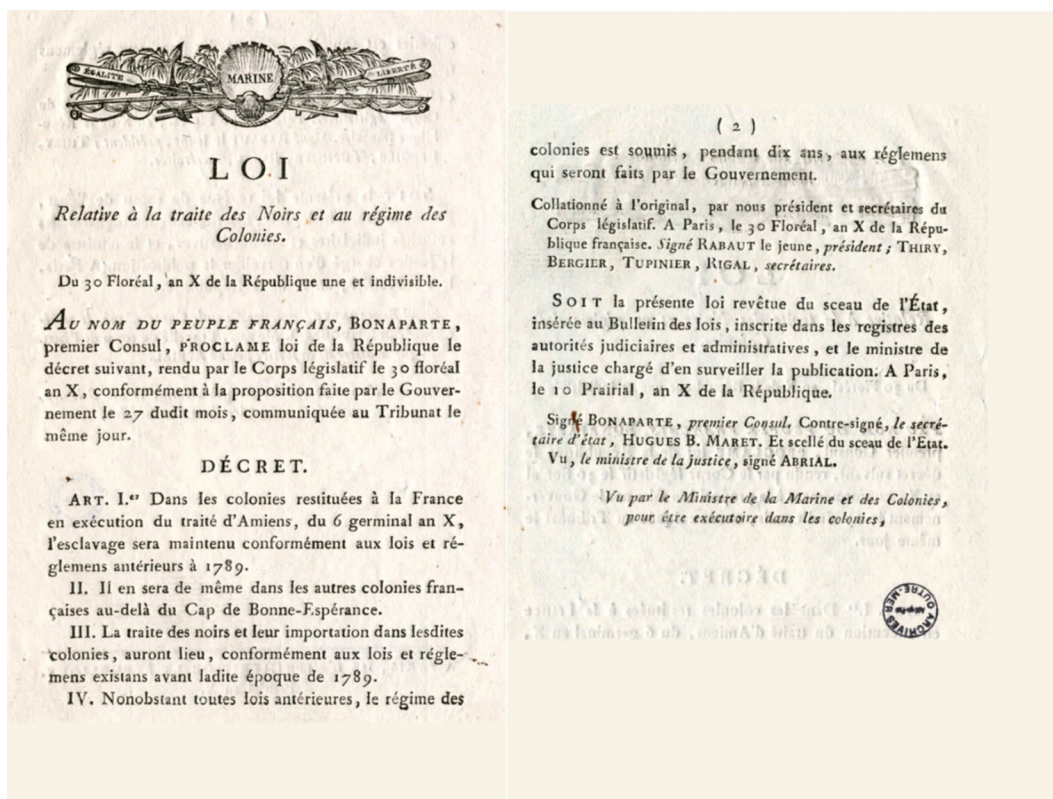 ÉGALITÉ
MARINE
LIBERTÉ
LOI
Relative à la traite des Noirs et au régime des
Colonies.
Du 30 Floréal, an X de la République une et indivisible.
AU NOM DU PEUPLE FRANÇAIS, BONAPARTE,
premier Consul, PROCLAME loi de la République le
décret suivant, rendu par le Corps législatif le 30 floréal
an X, conformément à la proposition faite par le Gouver-
nement le 27 dudit mois, communiquée au Tribunat le
même jour.
DÉCRET.
ART. I.er Dans les colonies restituées à la France
en exécution du traité d'Amiens, du 6 germinal an X,
l'esclavage sera maintenu conformément aux lois et ré-
glemens antérieurs à 1789.
II. Il en sera de même dans les autres colonies fran-
çaises au-delà du Cap de Bonne-Espérance.
III. La traite des noirs et leur importation dans lesdites
colonies, auront lieu, conformément aux lois et régle-
mens existans avant ladite époque de 1789.
IV. Nonobstant toutes lois antérieures, le régime des
( 2 )
colonies est soumis, pendant dix ans, aux réglemens
qui seront faits par le Gouvernement.
Collationné à l'original, par nous président et secrétaires du
Corps législatif. A Paris, le 30 Floréal, an X de la Répu-
blique française. Signé RABAUT le jeune, président; THIRY,
BERGIER, TUPINIER, RIGAL, secrétaires.
SOIT la présente loi revêtue du sceau de l'État,
insérée au Bulletin des lois, inscrite dans les registres des
autorités judiciaires et administratives, et le ministre de
la justice chargé d'en surveiller la publication. A Paris,
le 10 Prairial, an X de la République.
Signé BONAPARTE, premier Consul. Contre-signé, le secré-
taire d'état, HUGUES B. MARET. Et scellé du sceau de l'Etat.
Vu, le ministre de la justice, signé ABRIAL.
Vu par le Ministre de la Marine et des Colonies,
pour être exécutoire dans les colonies,
ARCHIVES
OUTRE-MER